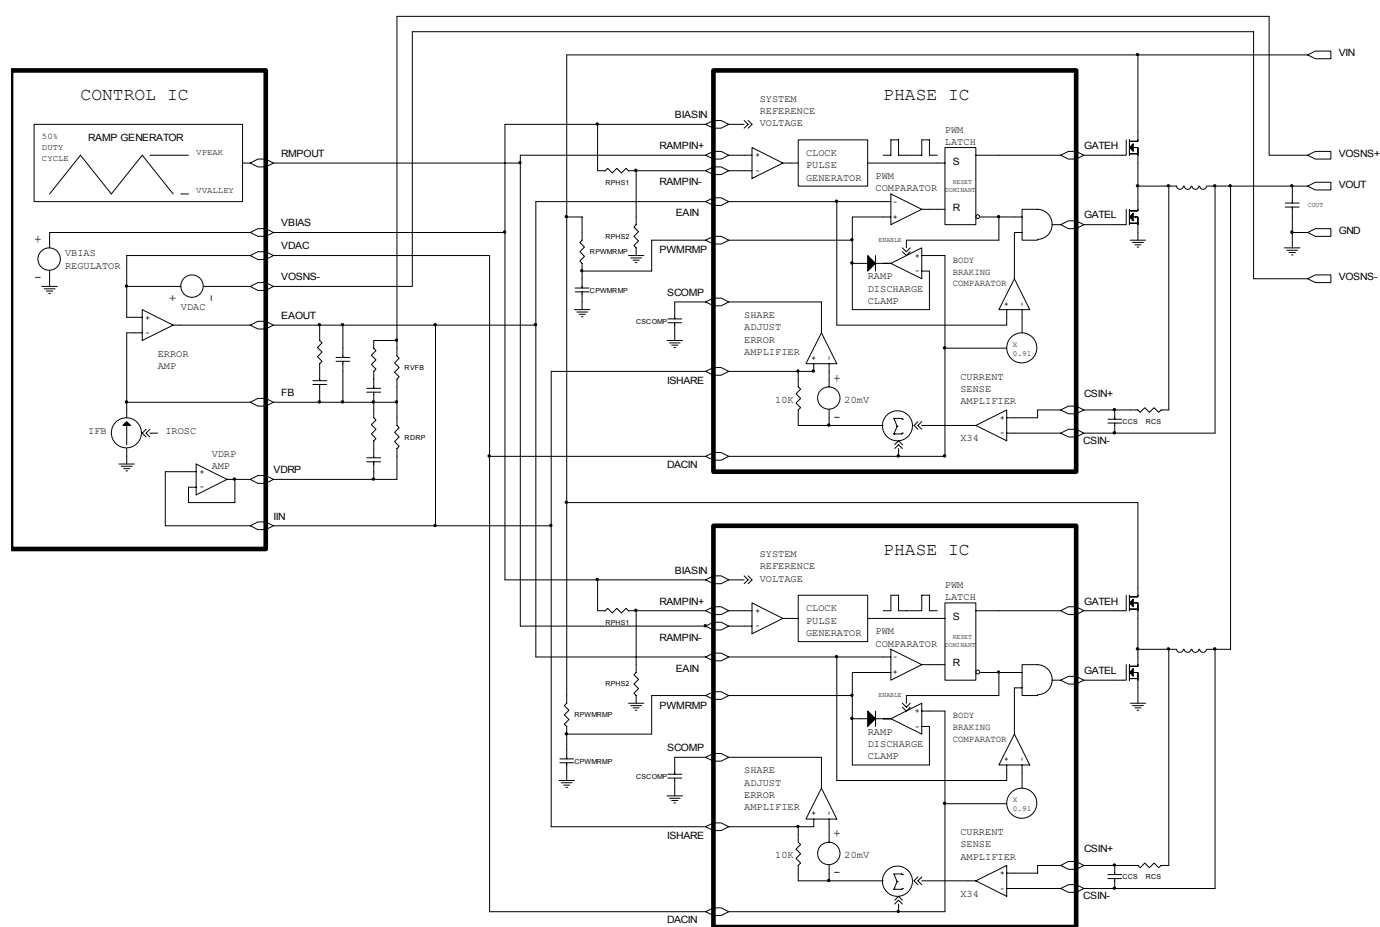 CONTROL IC
50%
DUTY
CYCLE
RAMP GENERATOR
VPEAK
VVALLEY
RMPOUT
VBIAS
VDAC
VOSNS-
EAOUT
FB
VDRP
IIN
+
-
VBIAS
REGULATOR
+
-
VDAC
+
-
ERROR
AMP
IFB
IROSC
VDRP
AMP
+
-
RVFB
RDRP
VIN
VOSNS+
VOUT
COUT
GND
VOSNS-
PHASE IC
BIASIN
RAMPIN+
RAMPIN-
EAIN
PWMRMP
SCOMP
ISHARE
DACIN
RPHS1
RPHS2
RPWMRMP
CPWMRMP
CSCOMP
SYSTEM
REFERENCE
VOLTAGE
+
-
CLOCK
PULSE
GENERATOR
PWM
LATCH
S
RESET
DOMINANT
R
PWM
COMPARATOR
-
+
ENABLE
+
-
RAMP
DISCHARGE
CLAMP
BODY
BRAKING
COMPARATOR
+
-
X
0.91
SHARE
ADJUST
ERROR
AMPLIFIER
+
-
10K
+
20mV
-
Σ
CURRENT
SENSE
AMPLIFIER
+
-
X34
GATEH
GATEL
CSIN+
CSIN-
CCS
RCS
PHASE IC
BIASIN
RAMPIN+
RAMPIN-
EAIN
PWMRMP
SCOMP
ISHARE
DACIN
RPHS1
RPHS2
RPWMRMP
CPWMRMP
CSCOMP
SYSTEM
REFERENCE
VOLTAGE
+
-
CLOCK
PULSE
GENERATOR
PWM
LATCH
S
RESET
DOMINANT
R
PWM
COMPARATOR
-
+
ENABLE
+
-
RAMP
DISCHARGE
CLAMP
BODY
BRAKING
COMPARATOR
+
-
X
0.91
SHARE
ADJUST
ERROR
AMPLIFIER
+
-
10K
+
20mV
-
Σ
CURRENT
SENSE
AMPLIFIER
+
-
X34
GATEH
GATEL
CSIN+
CSIN-
CCS
RCS